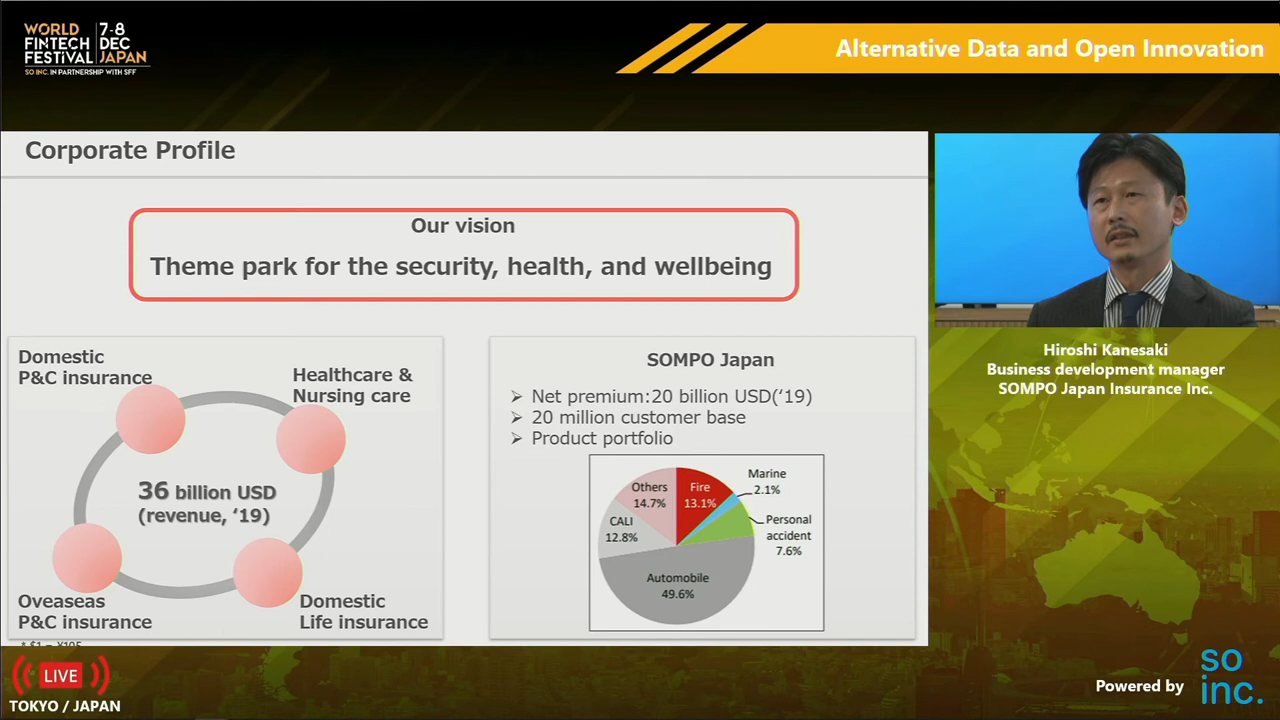 WORLD
FINTECH
FESTIVAL
7-8
DEC
JAPAN
SO INC. IN PARTNERSHIP WITH SFF
Alternative Data and Open Innovation
Corporate Profile
Our vision
Theme park for the security, health, and wellbeing
Domestic
P&C insurance
Healthcare &
Nursing care
36 billion USD
(revenue, ‘19)
Oveaseas
P&C insurance
Domestic
Life insurance
SOMPO Japan
➢ Net premium:20 billion USD(‘19)
➢ 20 million customer base
➢ Product portfolio
Others
14.7%
Fire
13.1%
Marine
2.1%
CALI
12.8%
Personal
accident
7.6%
Automobile
49.6%
Hiroshi Kanesaki
Business development manager
SOMPO Japan Insurance Inc.
LIVE
TOKYO / JAPAN
Powered by
so
inc.